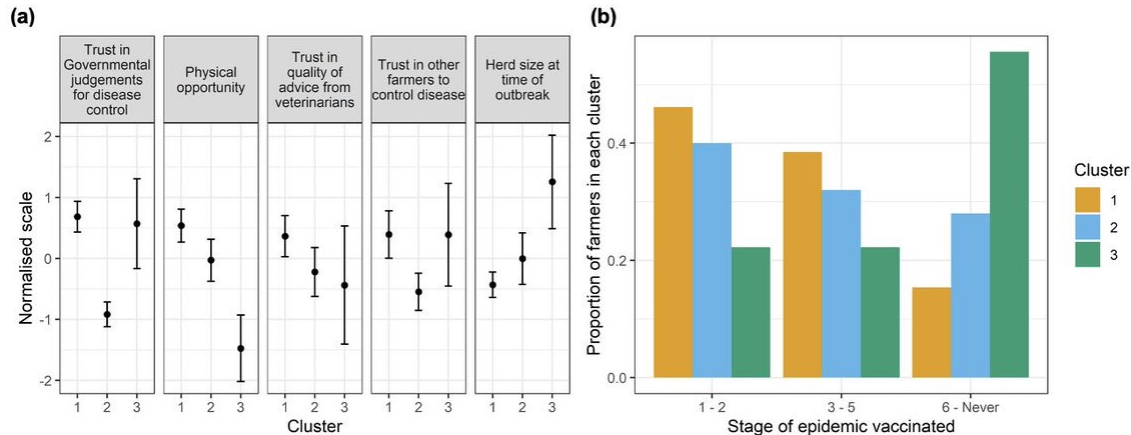 (a)
Trust in
Governmental
judgements
for disease
control
Physical
opportunity
Trust in
quality of
advice from
veterinarians
Trust in other
farmers to
control disease
Herd size at
time of
outbreak
Normalised scale
2
1
0
-1
-2
1 2 3 1 2 3 1 2 3 1 2 3 1 2 3
Cluster
(b)
Proportion of farmers in each cluster
0.4
0.2
0.0
1 - 2 3 - 5 6 - Never
Stage of epidemic vaccinated
Cluster
1
2
3